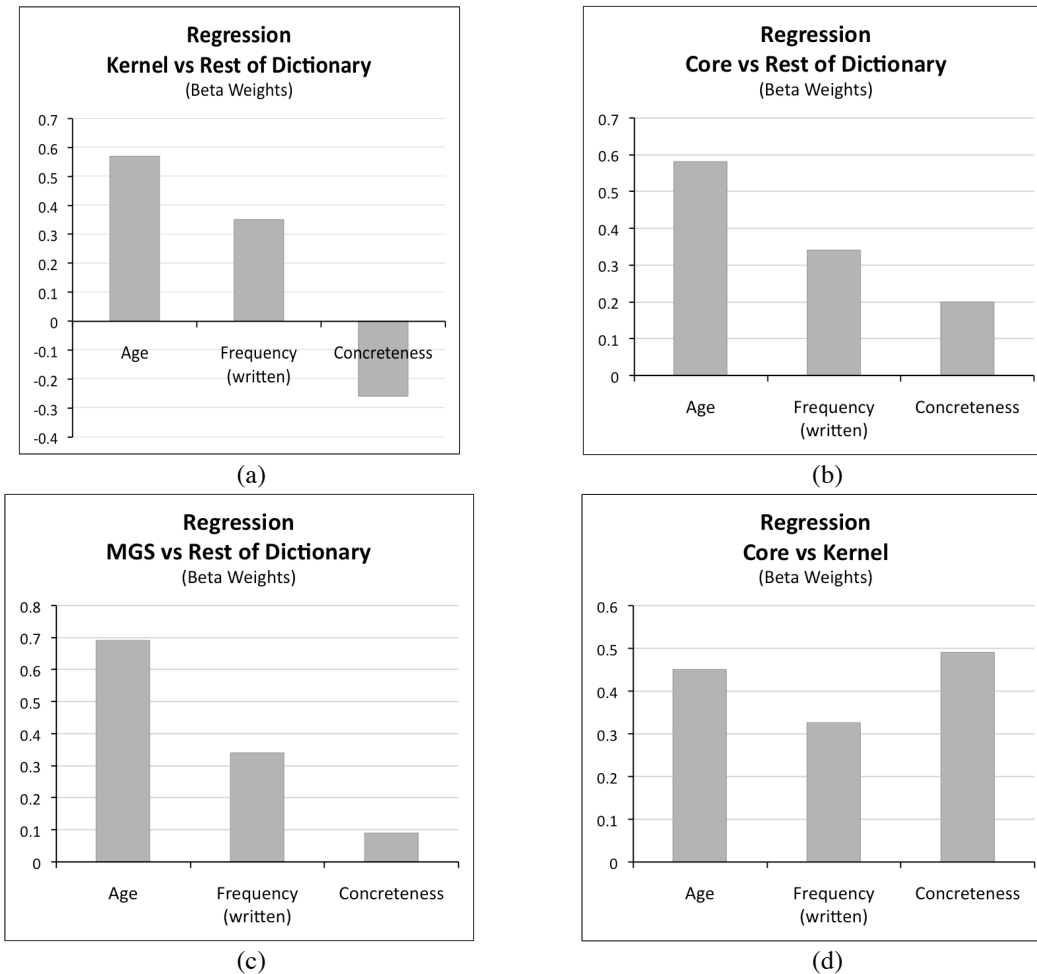 Regression
Kernel vs Rest of Dictionary
(Beta Weights)
0.7
0.6
0.5
0.4
0.3
0.2
0.1
0
-0.1
-0.2
-0.3
-0.4
Age
Frequency
(written)
Concreteness
(a)
Regression
Core vs Rest of Dictionary
(Beta Weights)
0.7
0.6
0.5
0.4
0.3
0.2
0.1
0
Age
Frequency
(written)
Concreteness
(b)
Regression
MGS vs Rest of Dictionary
(Beta Weights)
0.8
0.7
0.6
0.5
0.4
0.3
0.2
0.1
0
Age
Frequency
(written)
Concreteness
(c)
Regression
Core vs Kernel
(Beta Weights)
0.6
0.5
0.4
0.3
0.2
0.1
0
Age
Frequency
(written)
Concreteness
(d)